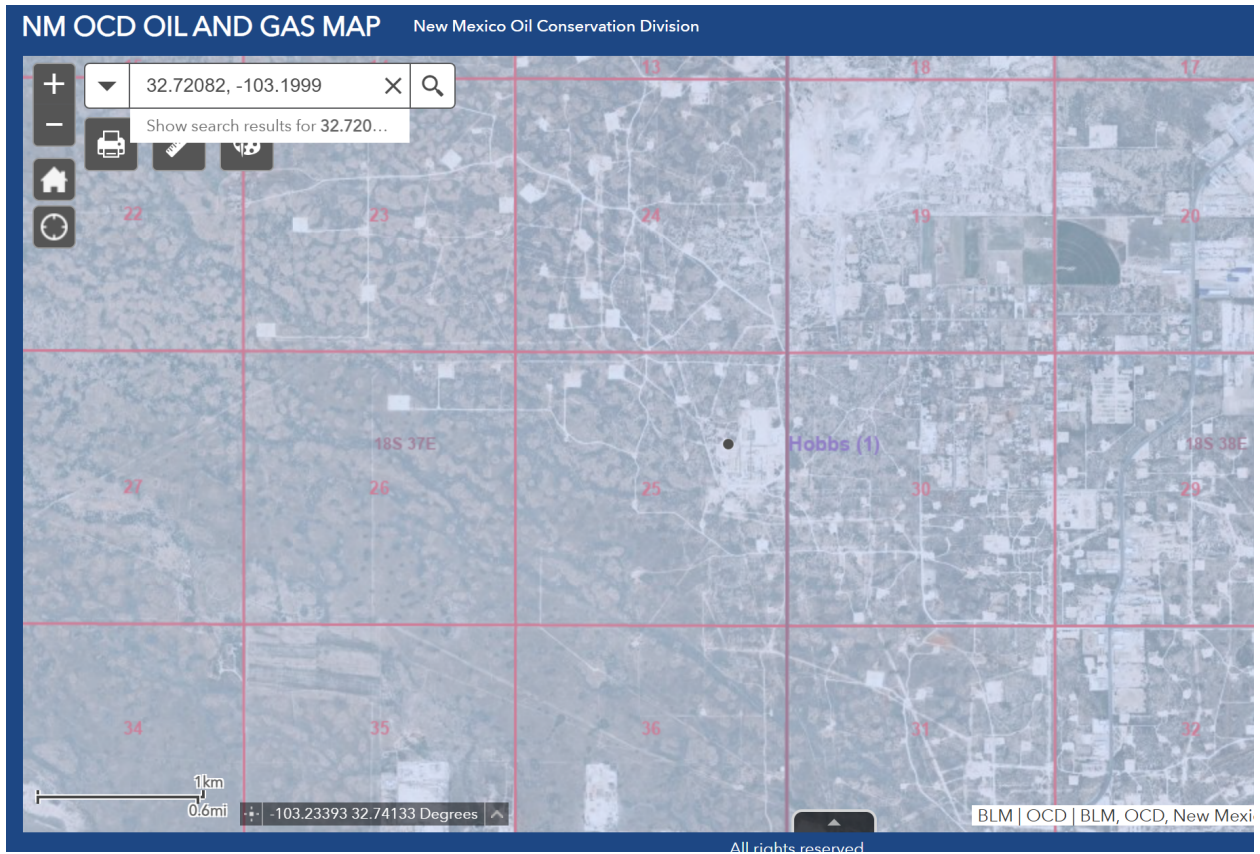 NM OCD OIL AND GAS MAP New Mexico Oil Conservation Division
13 18 17
+
32.72082, -103.1999
−
Show search results for 32.720...
22 23 24 19 20
18S 37E Hobbs (1) 18S 38E
27 26 25 30 29
34 35 36 31 32
1km
0.6mi
-103.23393 32.74133 Degrees
BLM | OCD | BLM, OCD, New Mexi
All rights reserved